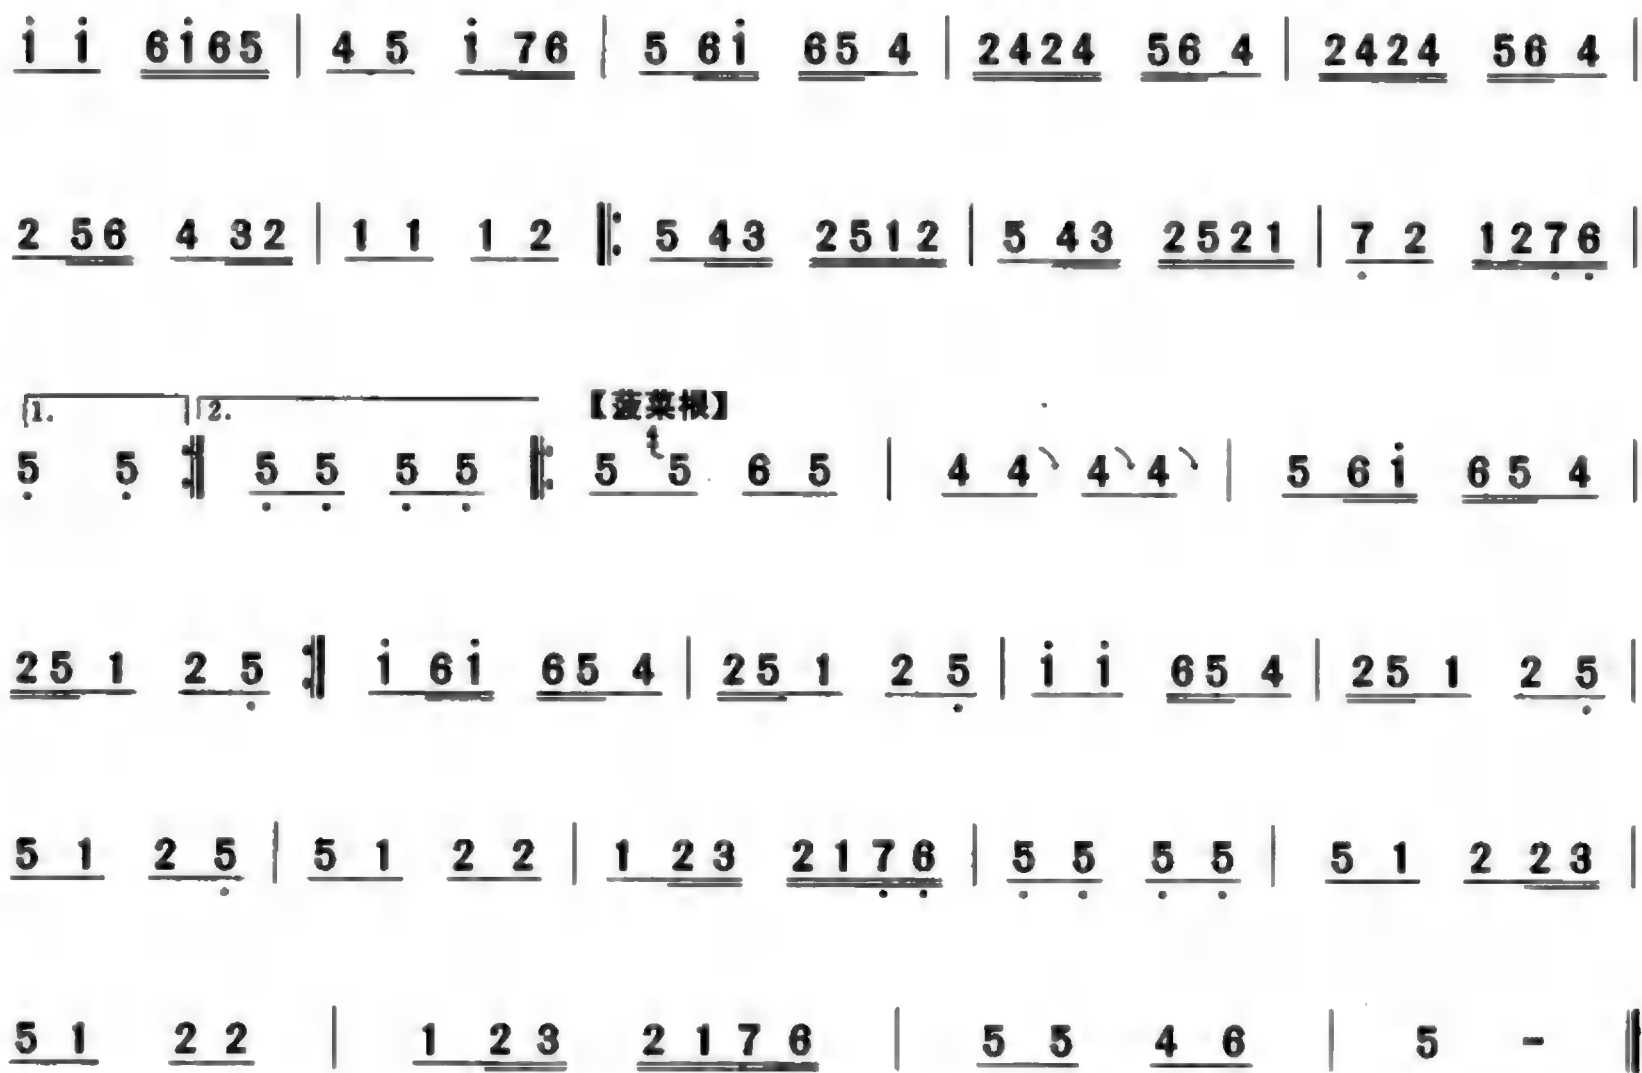 i i 6i65 | 4 5 i 76 | 5 6i 65 4 | 2424 56 4 | 2424 56 4 |
2 56 4 32 | 1 1 1 2 ‖: 5 43 2512 | 5 43 2521 | 7̣ 2 127̣6̣ |
1. 2. 【菠菜根】
5̣ 5̣ :‖ 5̣ 5̣ 5̣ 5̣ ‖: 5 5 6 5 | 4 4 4 4 | 5 6i 65 4 |
25 1 2 5̣ :‖ i 6i 65 4 | 25 1 2 5̣ | i i 65 4 | 25 1 2 5̣ |
5 1 2 5̣ | 5 1 2 2 | 1 23 217̣6̣ | 5̣ 5̣ 5̣ 5̣ | 5 1 2 23 |
5 1 2 2 | 1 23 2176 | 5 5 4 6 | 5 - ‖